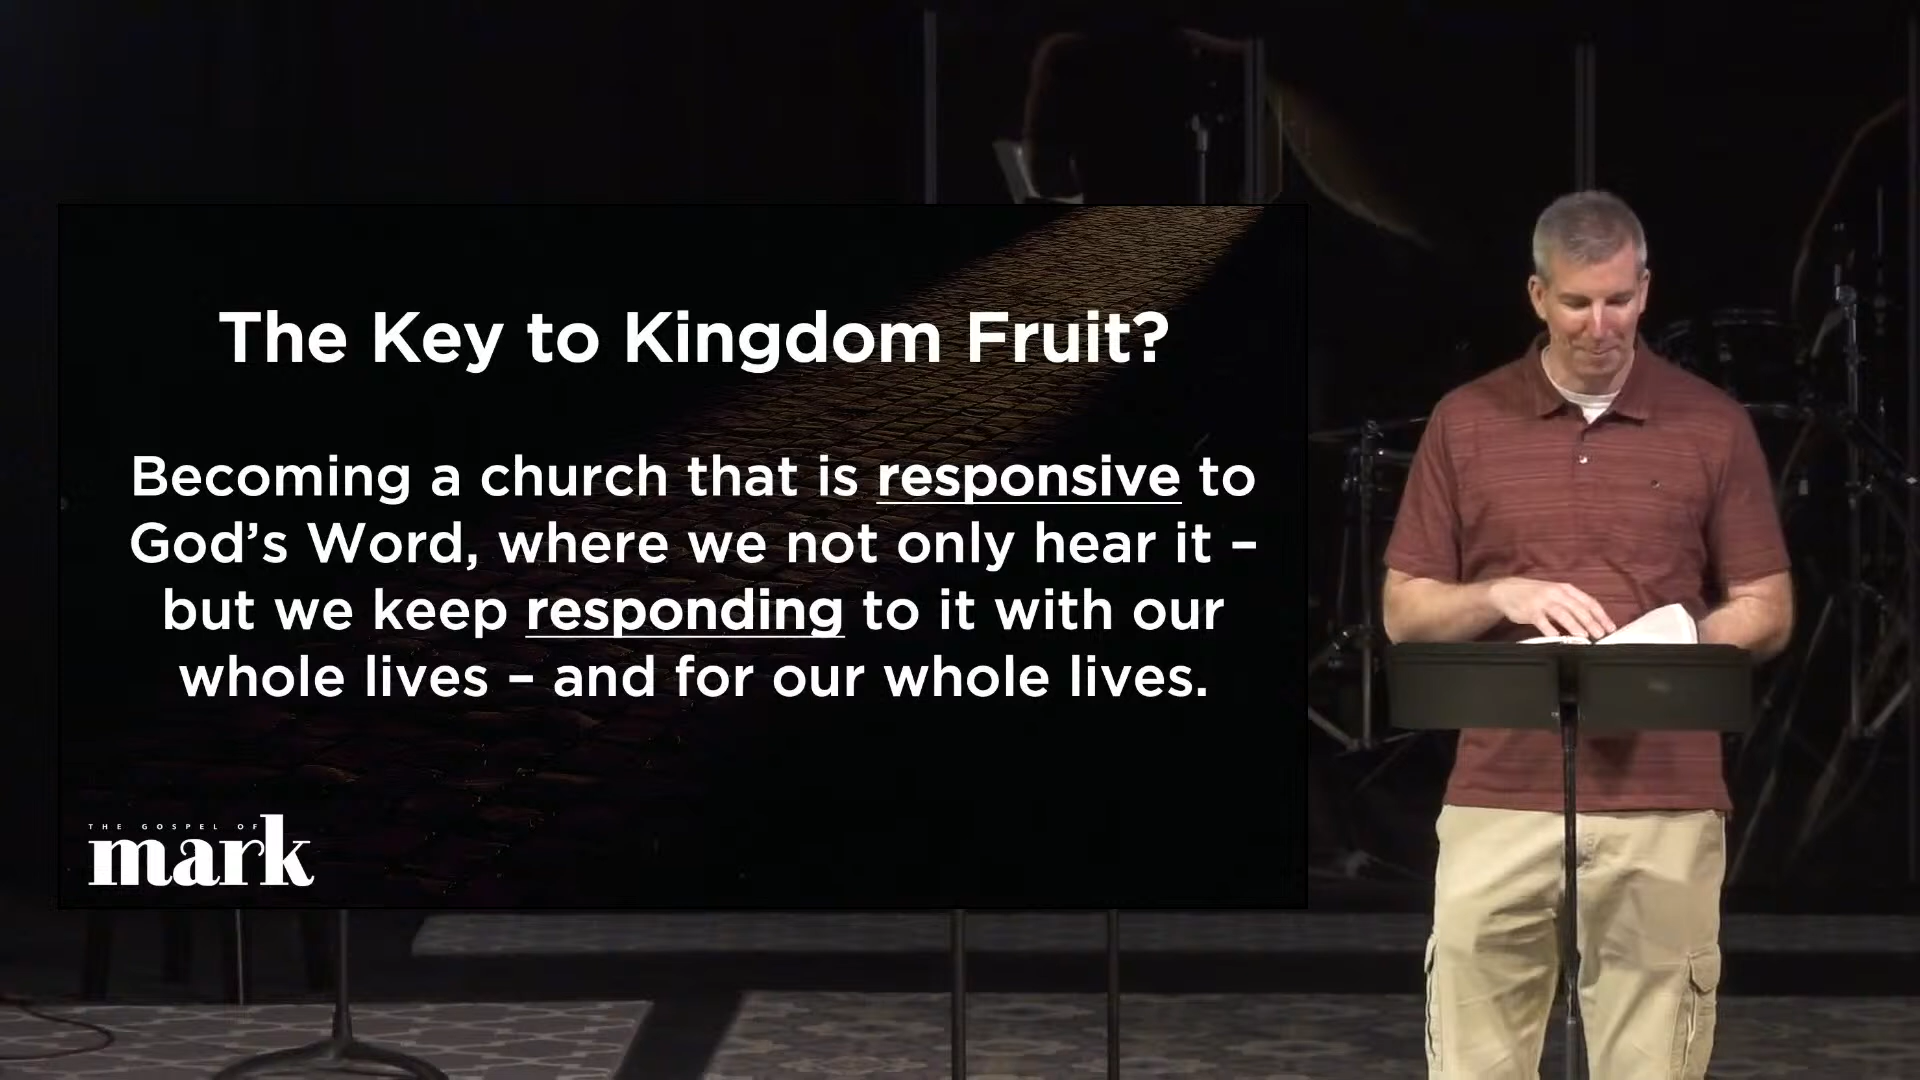 The Key to Kingdom Fruit?
Becoming a church that is responsive to
God’s Word, where we not only hear it –
but we keep responding to it with our
whole lives – and for our whole lives.
THE GOSPEL OF
mark